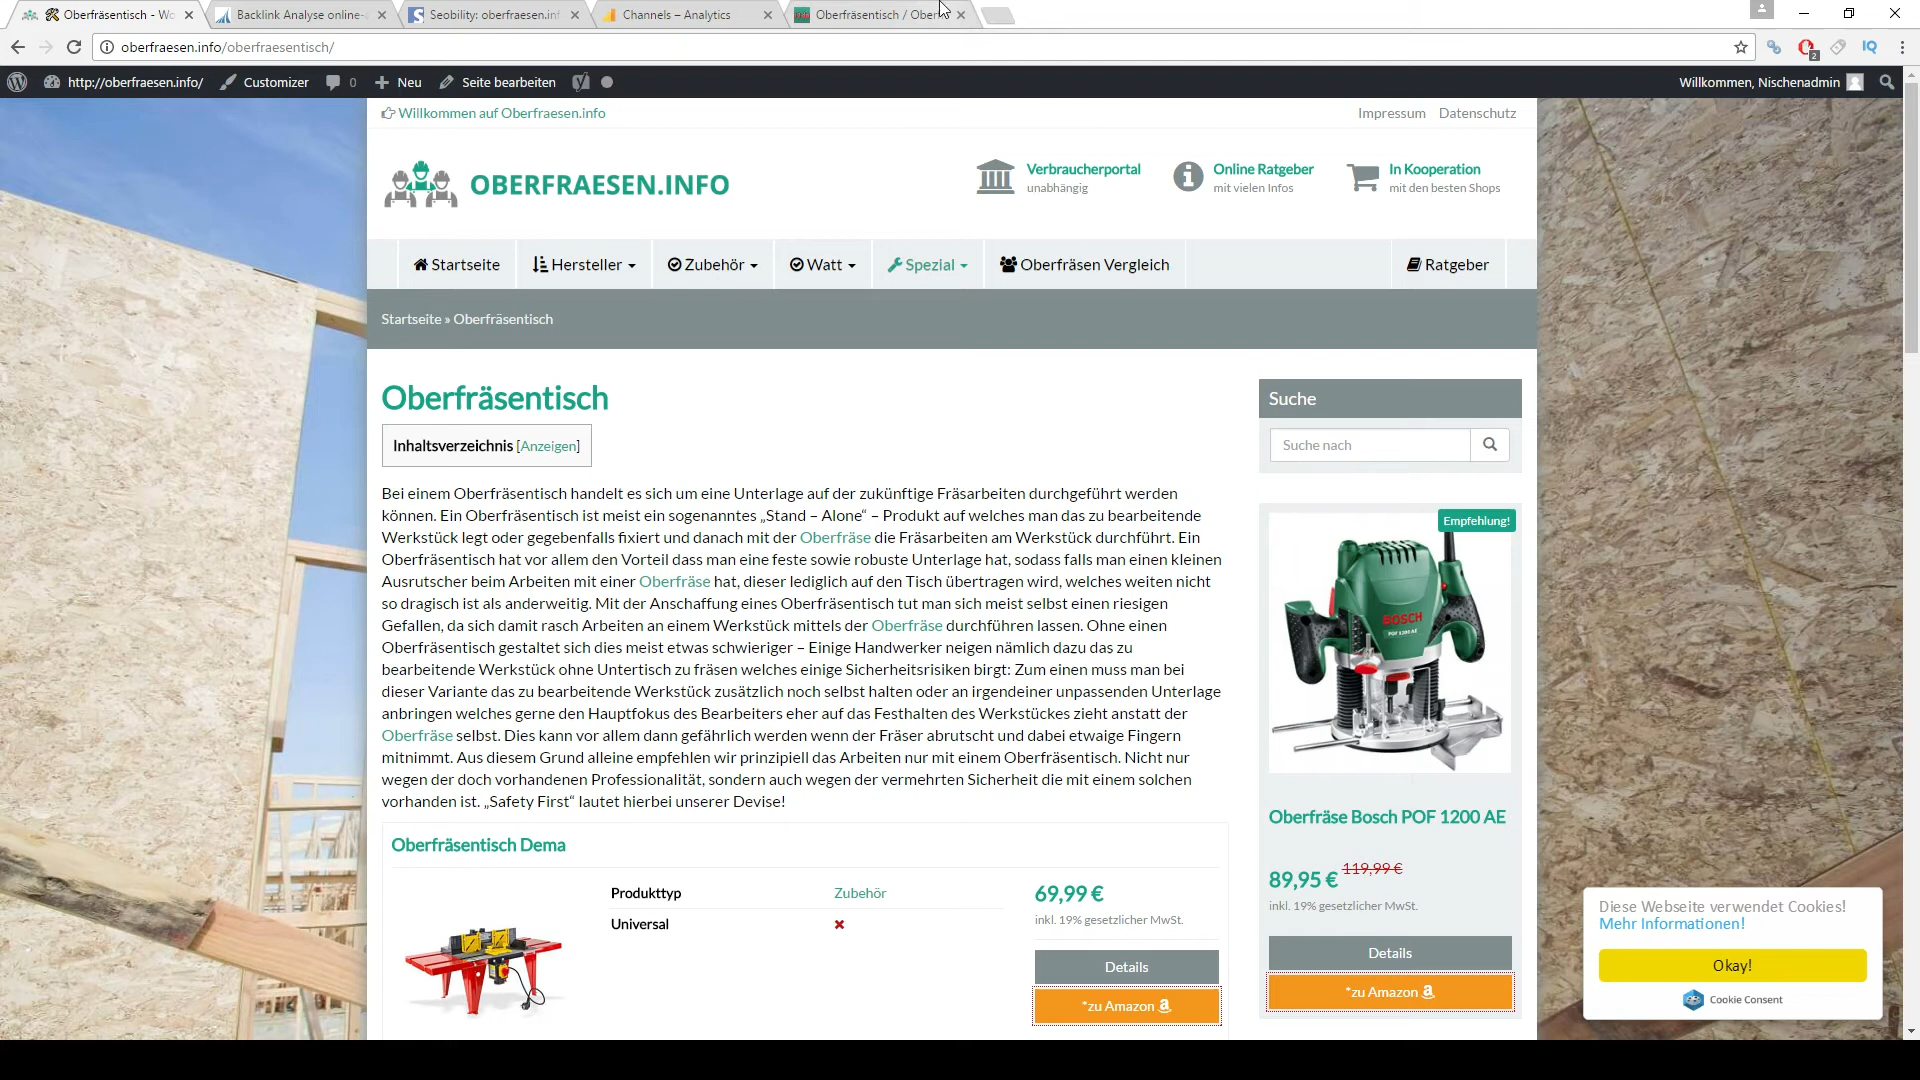 Oberfräsentisch - Wo
Backlink Analyse online-
Seobility: oberfraesen.inf
Channels – Analytics
Oberfräsentisch / Ober
oberfraesen.info/oberfraesentisch/
2
IQ
http://oberfraesen.info/
Customizer
0
Neu
Seite bearbeiten
Willkommen, Nischenadmin
Willkommen auf Oberfraesen.info
Impressum
Datenschutz
OBERFRAESEN.INFO
Verbraucherportal
unabhängig
Online Ratgeber
mit vielen Infos
In Kooperation
mit den besten Shops
Startseite
Hersteller
Zubehör
Watt
Spezial
Oberfräsen Vergleich
Ratgeber
Startseite » Oberfräsentisch
Oberfräsentisch
Inhaltsverzeichnis [Anzeigen]
Bei einem Oberfräsentisch handelt es sich um eine Unterlage auf der zukünftige Fräsarbeiten durchgeführt werden
können. Ein Oberfräsentisch ist meist ein sogenanntes „Stand – Alone“ – Produkt auf welches man das zu bearbeitende
Werkstück legt oder gegebenfalls fixiert und danach mit der Oberfräse die Fräsarbeiten am Werkstück durchführt. Ein
Oberfräsentisch hat vor allem den Vorteil dass man eine feste sowie robuste Unterlage hat, sodass falls man einen kleinen
Ausrutscher beim Arbeiten mit einer Oberfräse hat, dieser lediglich auf den Tisch übertragen wird, welches weiten nicht
so dragisch ist als anderweitig. Mit der Anschaffung eines Oberfräsentisch tut man sich meist selbst einen riesigen
Gefallen, da sich damit rasch Arbeiten an einem Werkstück mittels der Oberfräse durchführen lassen. Ohne einen
Oberfräsentisch gestaltet sich dies meist etwas schwieriger – Einige Handwerker neigen nämlich dazu das zu
bearbeitende Werkstück ohne Untertisch zu fräsen welches einige Sicherheitsrisiken birgt: Zum einen muss man bei
dieser Variante das zu bearbeitende Werkstück zusätzlich noch selbst halten oder an irgendeiner unpassenden Unterlage
anbringen welches gerne den Hauptfokus des Bearbeiters eher auf das Festhalten des Werkstückes zieht anstatt der
Oberfräse selbst. Dies kann vor allem dann gefährlich werden wenn der Fräser abrutscht und dabei etwaige Fingern
mitnimmt. Aus diesem Grund alleine empfehlen wir prinzipiell das Arbeiten nur mit einem Oberfräsentisch. Nicht nur
wegen der doch vorhandenen Professionalität, sondern auch wegen der vermehrten Sicherheit die mit einem solchen
vorhanden ist. „Safety First“ lautet hierbei unserer Devise!
Oberfräsentisch Dema
Produkttyp
Zubehör
Universal
69,99 €
inkl. 19% gesetzlicher MwSt.
Details
*zu Amazon
Suche
Suche nach
Empfehlung!
BOSCH
POF 1200 AE
Oberfräse Bosch POF 1200 AE
89,95 € 119,99 €
inkl. 19% gesetzlicher MwSt.
Details
*zu Amazon
Diese Webseite verwendet Cookies!
Mehr Informationen!
Okay!
Cookie Consent